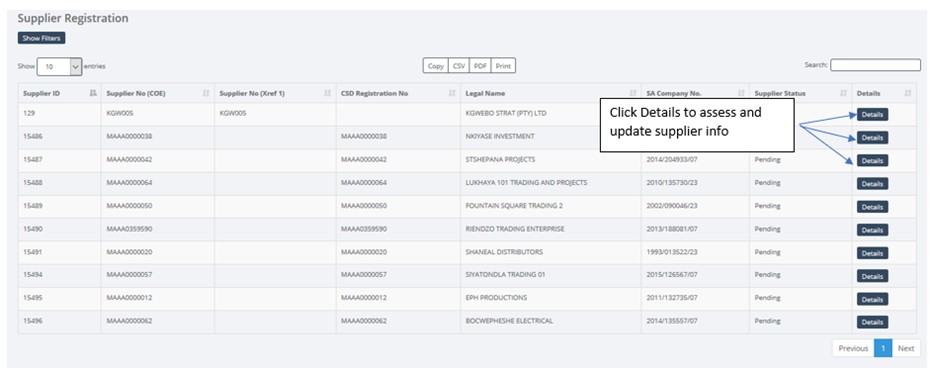 Supplier Registration
Show Filters
Show 10 entries Copy CSV PDF Print Search:
Supplier ID Supplier No (COE) Supplier No (Xref 1) CSD Registration No Legal Name SA Company No. Supplier Status Details
129 KGW005 KGW005 KGWEBO STRAT (PTY) LTD Details
Click Details to assess and
update supplier info
15486 MAAA0000038 MAAA0000038 NKIYASE INVESTMENT Details
15487 MAAA0000042 MAAA0000042 STSHEPANA PROJECTS 2014/204933/07 Pending Details
15488 MAAA0000064 MAAA0000064 LUKHAYA 101 TRADING AND PROJECTS 2010/135730/23 Pending Details
15489 MAAA0000050 MAAA0000050 FOUNTAIN SQUARE TRADING 2 2002/090046/23 Pending Details
15490 MAAA0359590 MAAA0359590 RIENDZO TRADING ENTERPRISE 2013/188081/07 Pending Details
15491 MAAA0000020 MAAA0000020 SHANEAL DISTRIBUTORS 1993/013522/23 Pending Details
15494 MAAA0000057 MAAA0000057 SIYATONDLA TRADING 01 2015/126567/07 Pending Details
15495 MAAA0000012 MAAA0000012 EPH PRODUCTIONS 2011/132735/07 Pending Details
15496 MAAA0000062 MAAA0000062 BOCWEPHESHE ELECTRICAL 2014/135557/07 Pending Details
Previous 1 Next